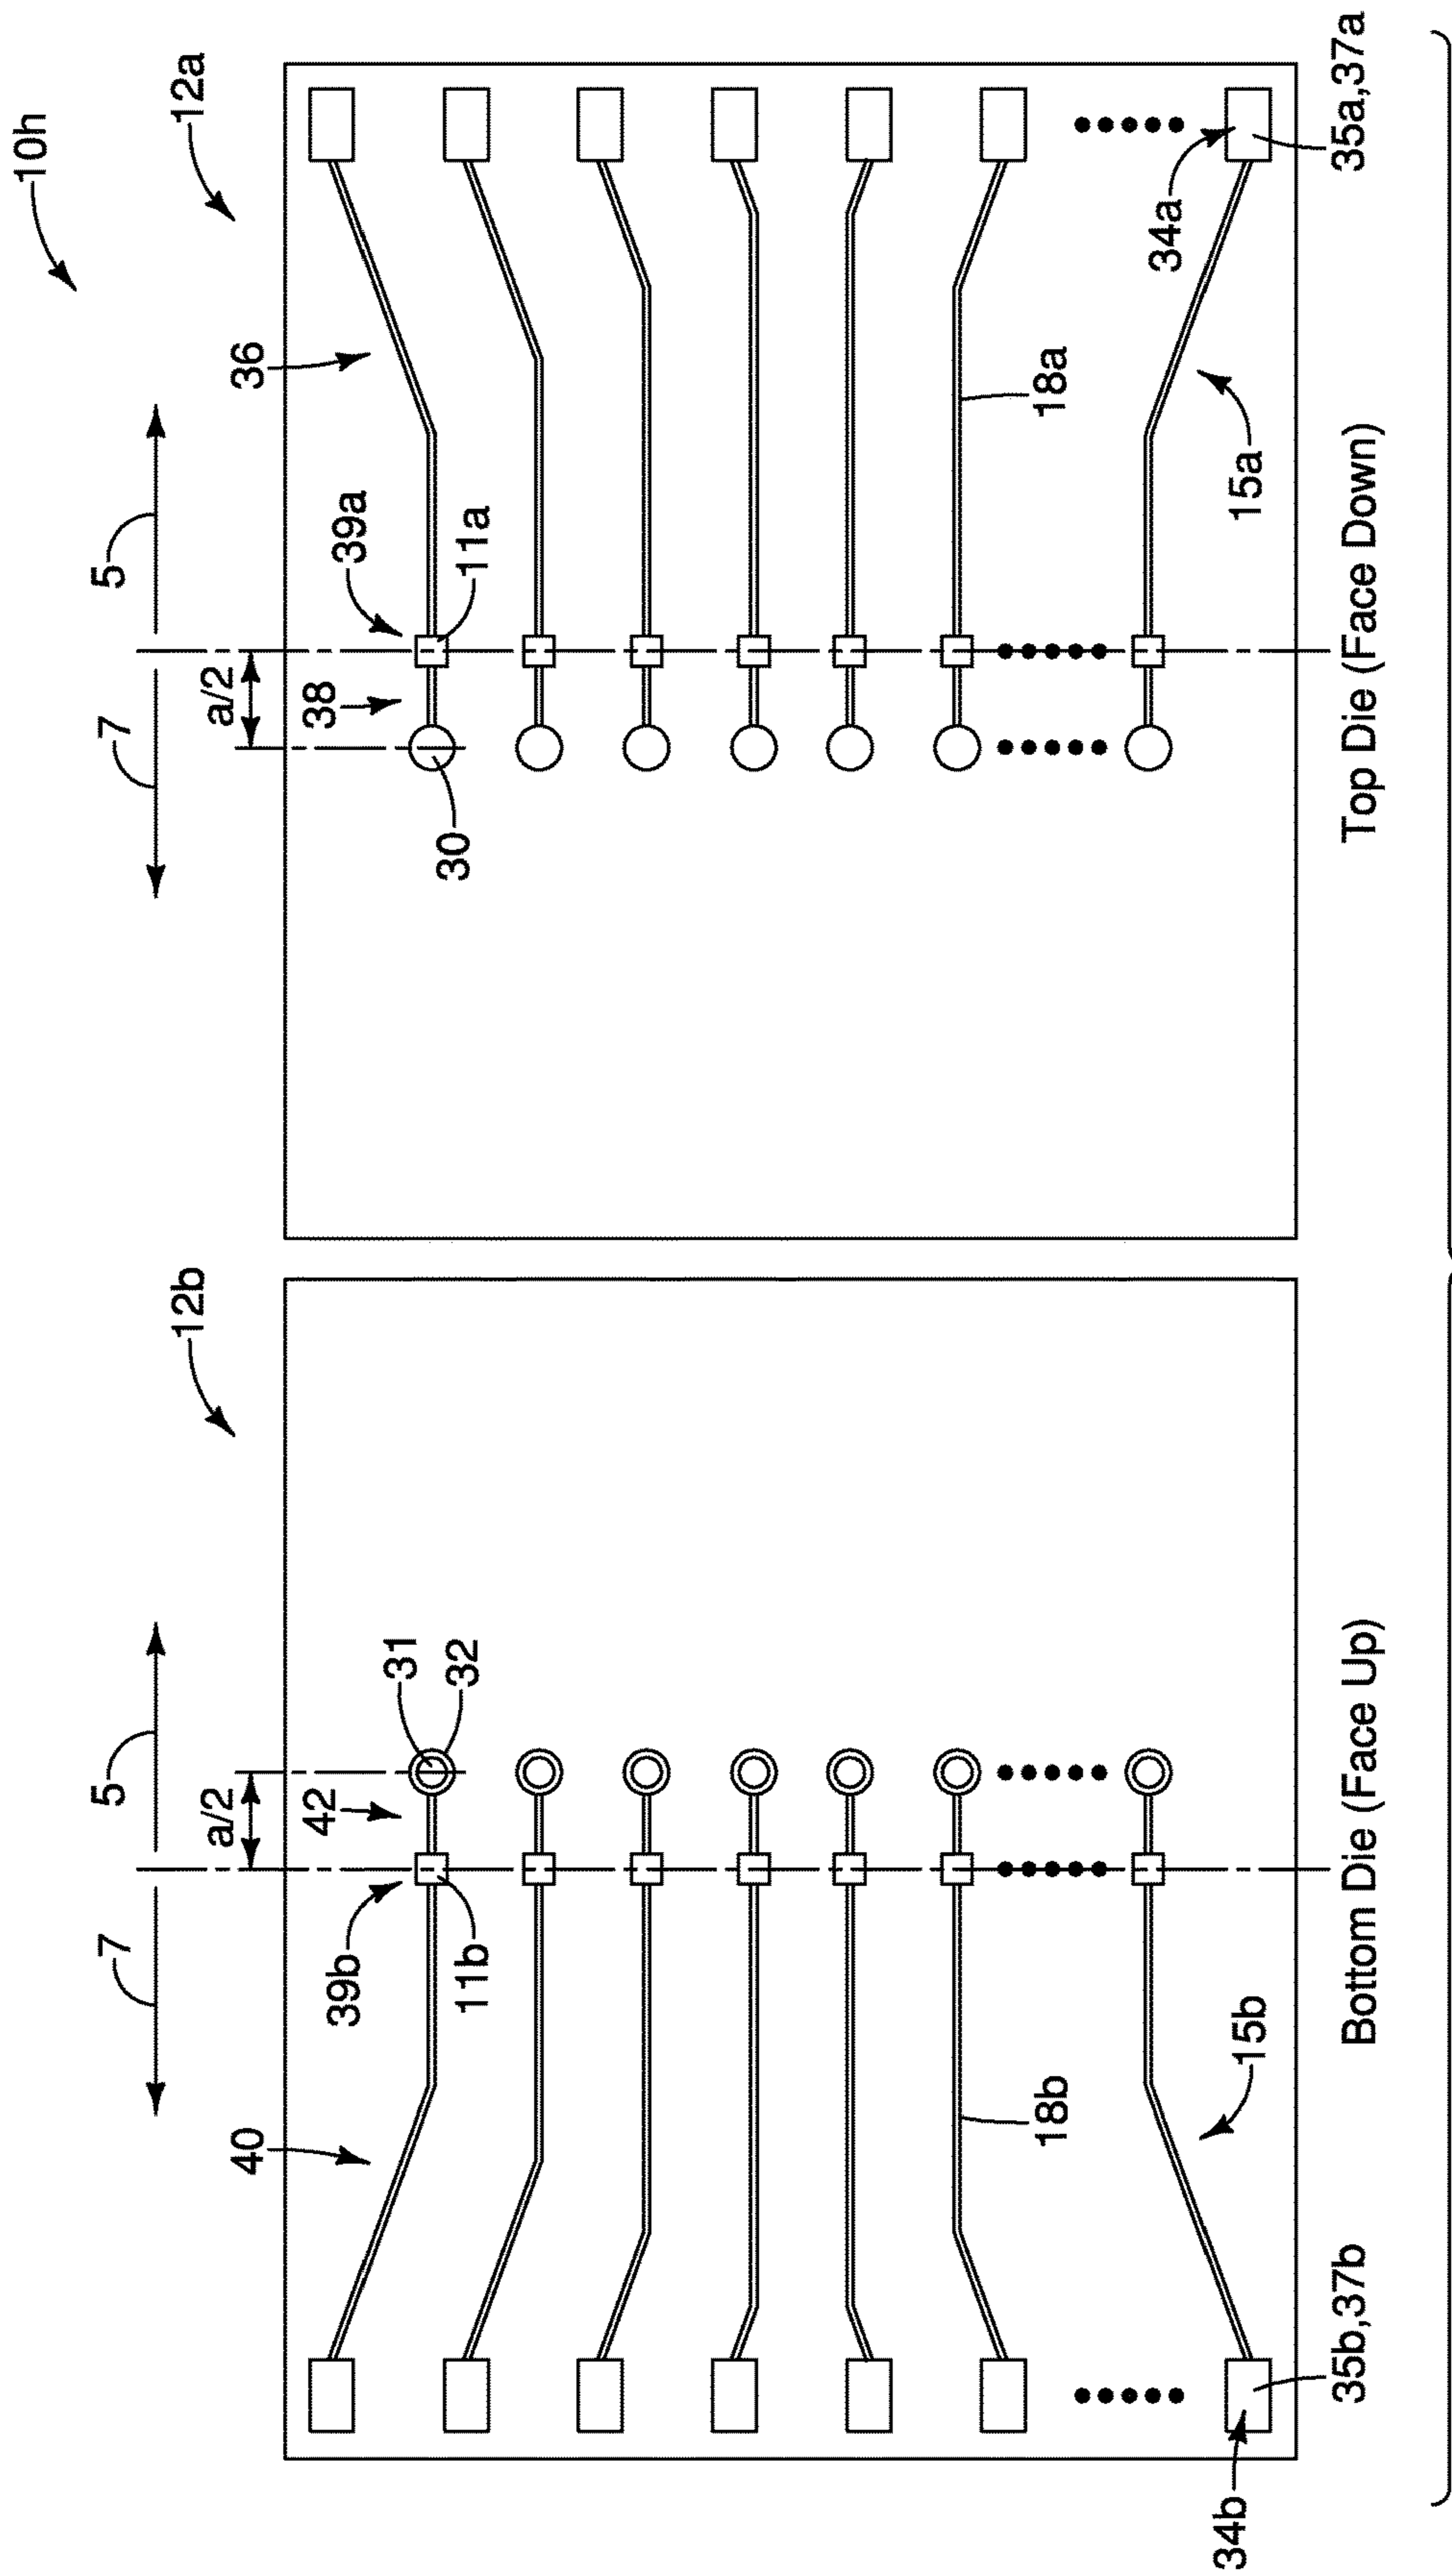 10h
12b
12a
7
5
7
5
a/2
a/2
40
42
36
38
39b
31
39a
11b
32
11a
30
18b
18a
34b
15b
34a
15a
35b,37b
35a,37a
Bottom Die (Face Up)
Top Die (Face Down)